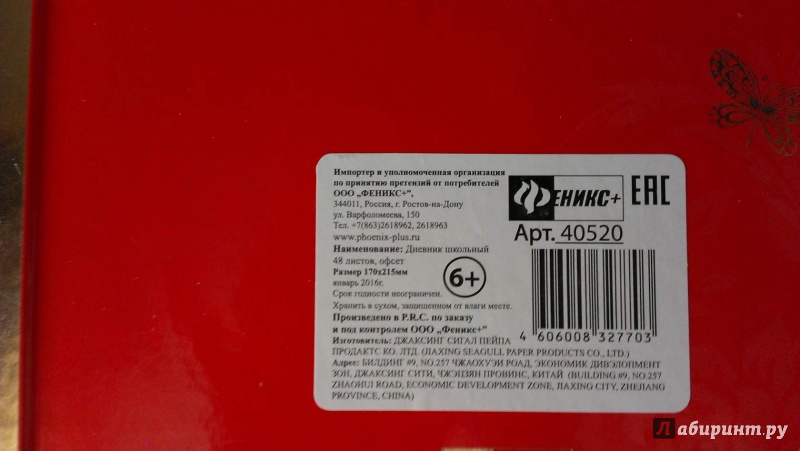 Импортер и уполномоченная организация
по принятию претензий от потребителей
ООО „ФЕНИКС+",
344011, Россия, г. Ростов-на-Дону
ул. Варфоломеева, 150
Тел. +7(863)2618962, 2618963
www.phoenix-plus.ru
Наименование: Дневник школьный
48 листов, офсет
Размер 170х215мм
январь 2016г.
Срок годности неограничен.
Хранить в сухом, защищенном от влаги месте.
Произведено в P.R.C. по заказу
и под контролем ООО „Феникс+"
Изготовитель: ДЖАКСИНГ СИГАЛ ПЕЙПА
ПРОДАКТС КО. ЛТД. (JIAXING SEAGULL PAPER PRODUCTS CO., LTD.)
Адрес: БИЛДИНГ #9, NO.257 ЧЖАОХУЭИ РОАД, ЭКОНОМИК ДИВЭЛОПМЕНТ
ЗОН, ДЖАКСИНГ СИТИ, ЧЖЭЦЗЯН ПРОВИНС, КИТАЙ (BUILDING #9, NO.257
ZHAOHUI ROAD, ECONOMIC DEVELOPMENT ZONE, JIAXING CITY, ZHEJIANG
PROVINCE, CHINA)
6+
ФЕНИКС+
EAC
Арт. 40520
4 606008 327703
Лабиринт.ру